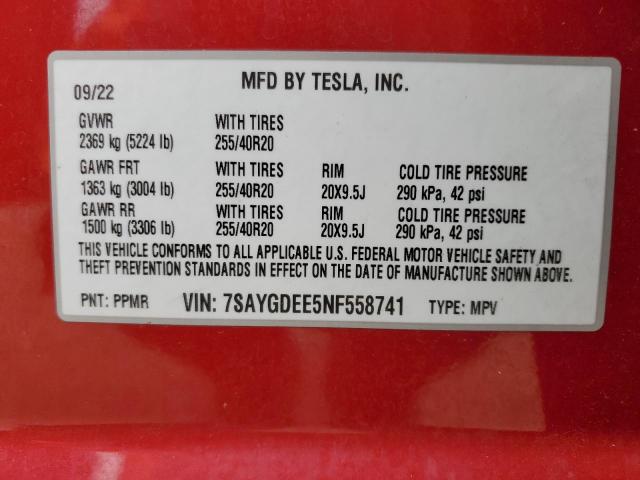 MFD BY TESLA, INC.
09/22
GVWR WITH TIRES
2369 kg (5224 lb) 255/40R20
GAWR FRT WITH TIRES RIM COLD TIRE PRESSURE
1363 kg (3004 lb) 255/40R20 20X9.5J 290 kPa, 42 psi
GAWR RR WITH TIRES RIM COLD TIRE PRESSURE
1500 kg (3306 lb) 255/40R20 20X9.5J 290 kPa, 42 psi
THIS VEHICLE CONFORMS TO ALL APPLICABLE U.S. FEDERAL MOTOR VEHICLE SAFETY AND
THEFT PREVENTION STANDARDS IN EFFECT ON THE DATE OF MANUFACTURE SHOWN ABOVE.
PNT: PPMR VIN: 7SAYGDEE5NF558741 TYPE: MPV